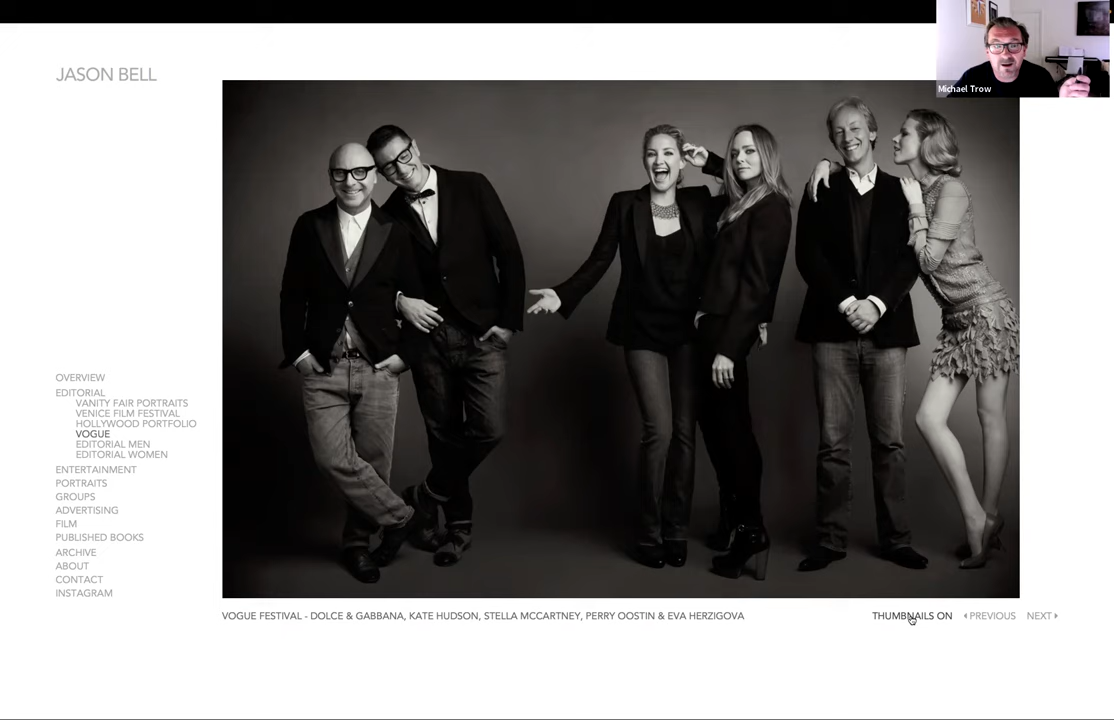 Michael Trow
JASON BELL
OVERVIEW
EDITORIAL
VANITY FAIR PORTRAITS
VENICE FILM FESTIVAL
HOLLYWOOD PORTFOLIO
VOGUE
EDITORIAL MEN
EDITORIAL WOMEN
ENTERTAINMENT
PORTRAITS
GROUPS
ADVERTISING
FILM
PUBLISHED BOOKS
ARCHIVE
ABOUT
CONTACT
INSTAGRAM
VOGUE FESTIVAL - DOLCE & GABBANA, KATE HUDSON, STELLA MCCARTNEY, PERRY OOSTIN & EVA HERZIGOVA
THUMBNAILS ON PREVIOUS NEXT